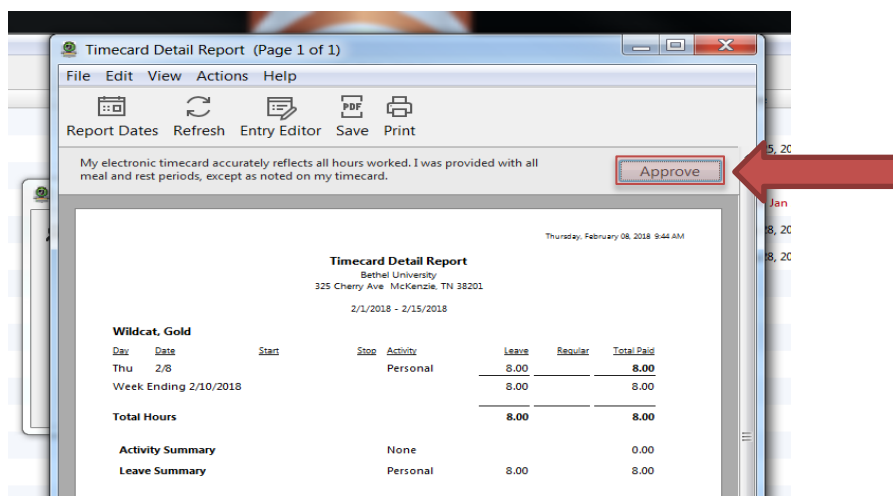 Timecard Detail Report (Page 1 of 1)
File Edit View Actions Help
PDF
Report Dates Refresh Entry Editor Save Print
My electronic timecard accurately reflects all hours worked. I was provided with all
meal and rest periods, except as noted on my timecard.
Approve
5, 20
Jan
8, 20
8, 20
Thursday, February 08, 2018 9:44 AM
Timecard Detail Report
Bethel University
325 Cherry Ave McKenzie, TN 38201
2/1/2018 - 2/15/2018
Wildcat, Gold
Day Date Start Stop Activity Leave Regular Total Paid
Thu 2/8 Personal 8.00 8.00
Week Ending 2/10/2018 8.00 8.00
Total Hours 8.00 8.00
Activity Summary None 0.00
Leave Summary Personal 8.00 8.00